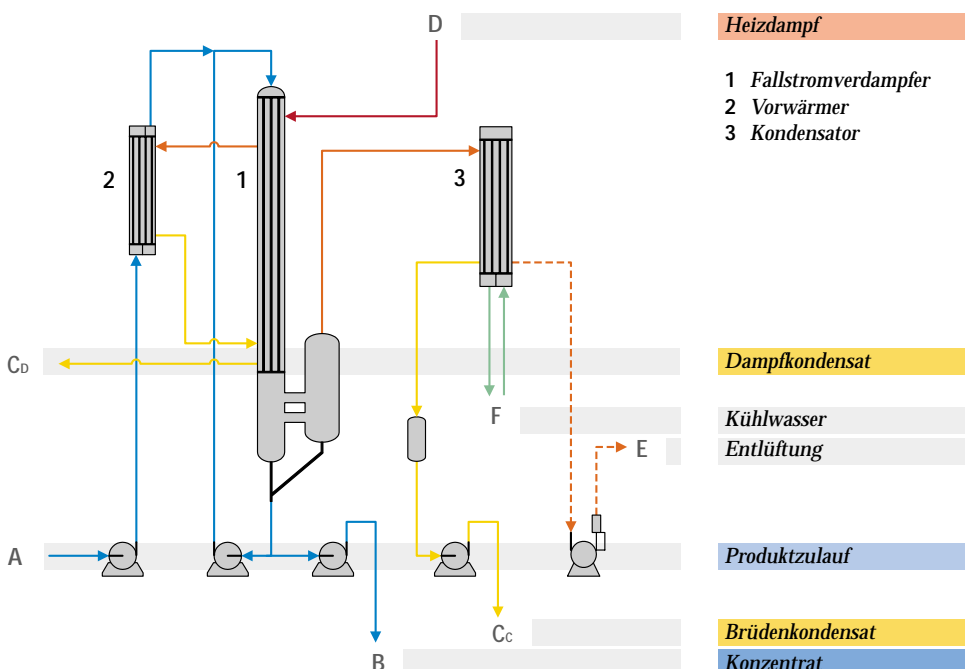 D
Heizdampf
1 Fallstromverdampfer
2 Vorwärmer
3 Kondensator
2
1
3
CD
Dampfkondensat
F
Kühlwasser
E
Entlüftung
A
Produktzulauf
CC
Brüdenkondensat
B
Konzentrat